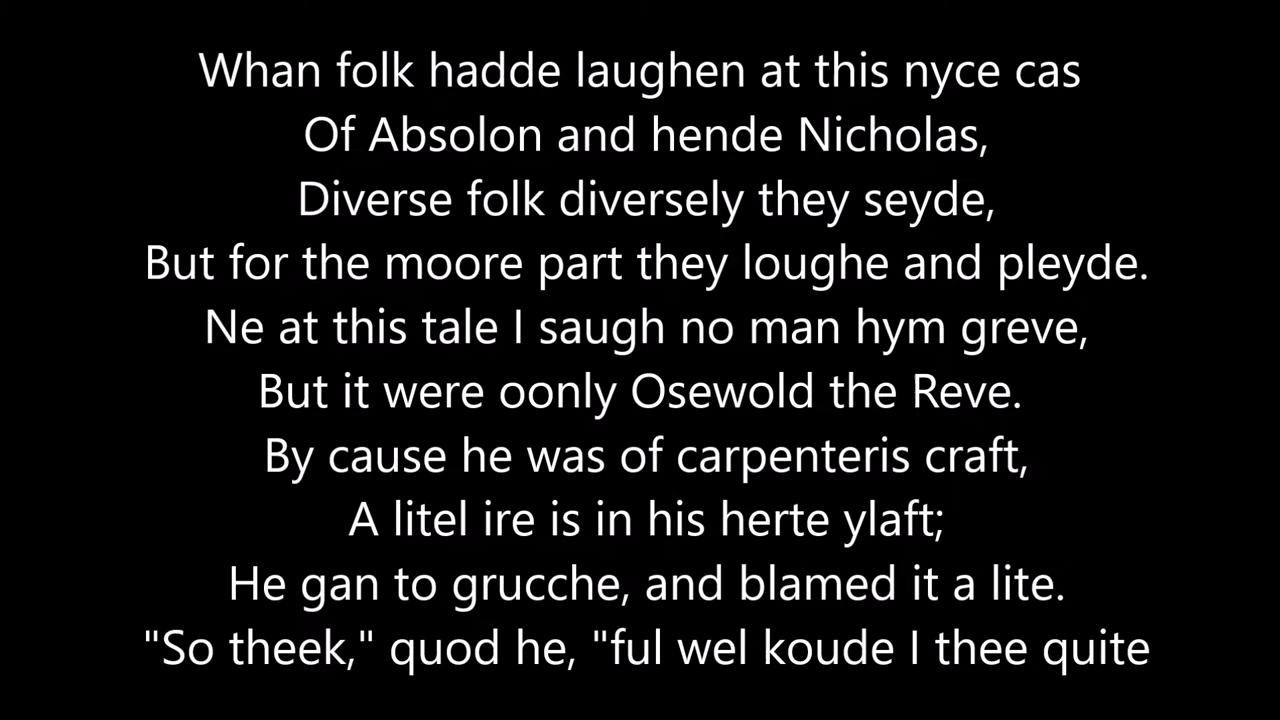 Whan folk hadde laughen at this nyce cas
Of Absolon and hende Nicholas,
Diverse folk diversely they seyde,
But for the moore part they loughe and pleyde.
Ne at this tale I saugh no man hym greve,
But it were oonly Osewold the Reve.
By cause he was of carpenteris craft,
A litel ire is in his herte ylaft;
He gan to grucche, and blamed it a lite.
"So theek," quod he, "ful wel koude I thee quite